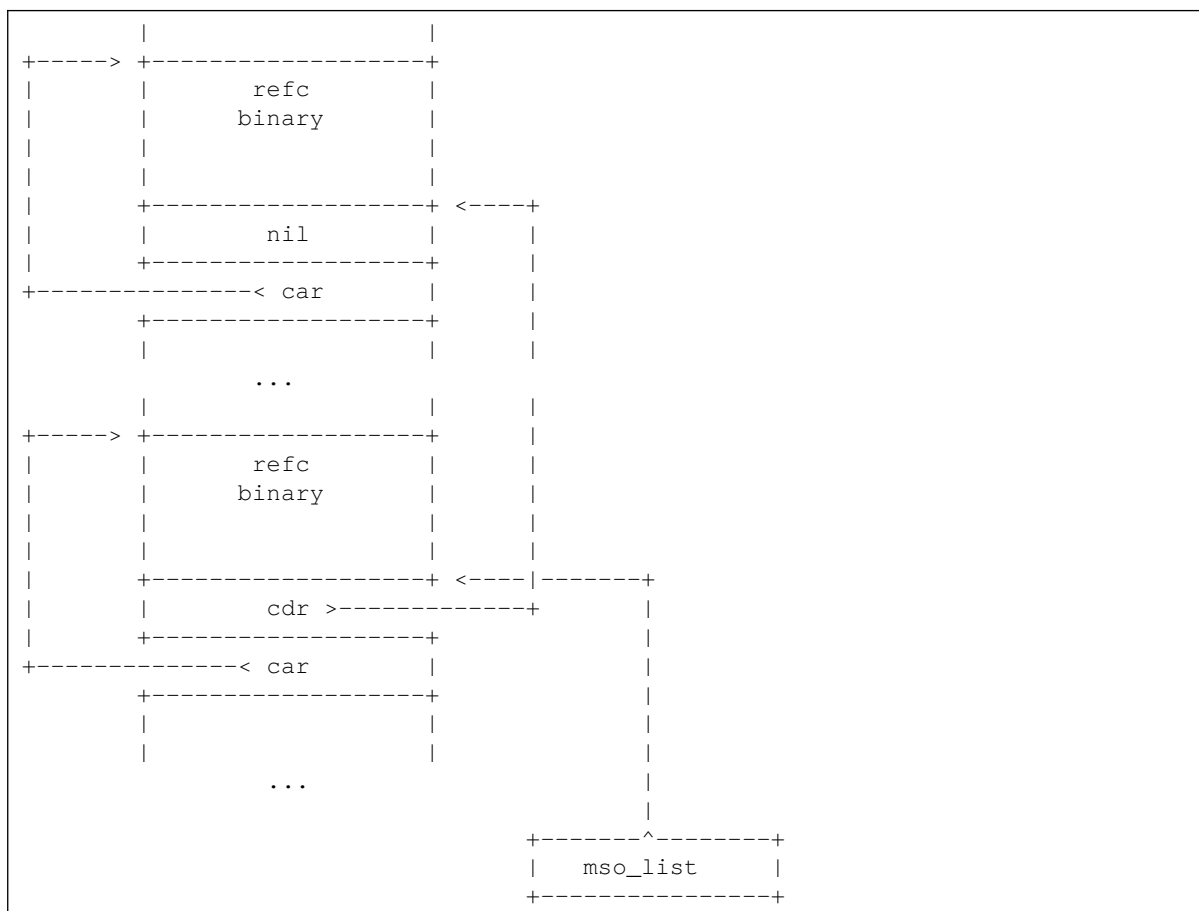 refc
binary
nil
< car
...
refc
binary
cdr >
< car
...
mso_list